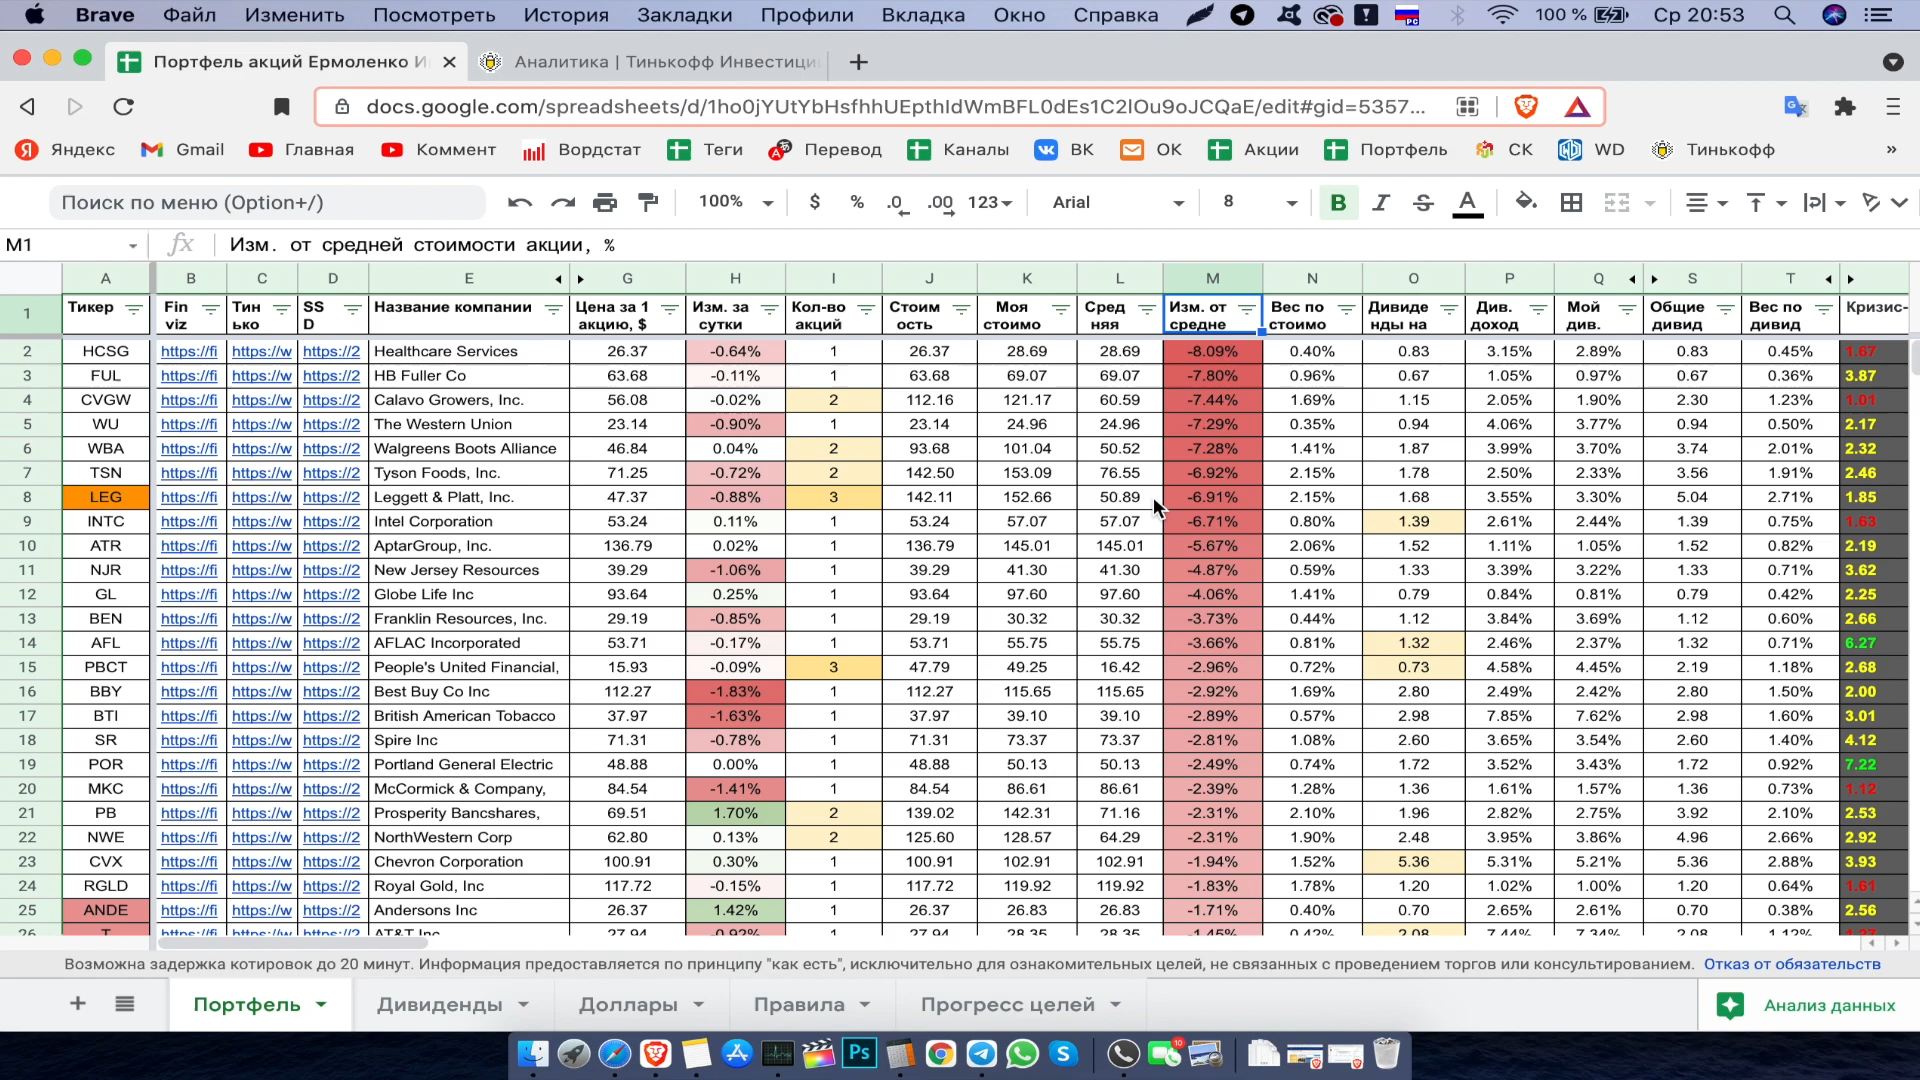 Brave Файл Изменить Посмотреть История Закладки Профили Вкладка Окно Справка 100 % Ср 20:53
Портфель акций Ермоленко И Аналитика | Тинькофф Инвестици
docs.google.com/spreadsheets/d/1ho0jYUtYbHsfhhUEpthIdWmBFL0dEs1C2lOu9oJCQaE/edit#gid=5357...
Яндекс Gmail Главная Коммент Вордстат Теги Перевод Каналы ВК ОК Акции Портфель СК WD Тинькофф »
Поиск по меню (Option+/) 100% $ % .0 .00 123 Arial 8 B I S A
M1 fx Изм. от средней стоимости акции, %
A B C D E G H I J K L M N O P Q S T
1 Тикер Fin viz Тин ько SS D Название компании Цена за 1 акцию, $ Изм. за сутки Кол-во акций Стоим ость Моя стоимо Сред няя Изм. от средне Вес по стоимо Дивиде нды на Див. доход Мой див. Общие дивид Вес по дивид Кризис-
2 HCSG https://fi https://w https://2 Healthcare Services 26.37 -0.64% 1 26.37 28.69 28.69 -8.09% 0.40% 0.83 3.15% 2.89% 0.83 0.45% 1.67
3 FUL https://fi https://w https://2 HB Fuller Co 63.68 -0.11% 1 63.68 69.07 69.07 -7.80% 0.96% 0.67 1.05% 0.97% 0.67 0.36% 3.87
4 CVGW https://fi https://w https://2 Calavo Growers, Inc. 56.08 -0.02% 2 112.16 121.17 60.59 -7.44% 1.69% 1.15 2.05% 1.90% 2.30 1.23% 1.01
5 WU https://fi https://w https://2 The Western Union 23.14 -0.90% 1 23.14 24.96 24.96 -7.29% 0.35% 0.94 4.06% 3.77% 0.94 0.50% 2.17
6 WBA https://fi https://w https://2 Walgreens Boots Alliance 46.84 0.04% 2 93.68 101.04 50.52 -7.28% 1.41% 1.87 3.99% 3.70% 3.74 2.01% 2.32
7 TSN https://fi https://w https://2 Tyson Foods, Inc. 71.25 -0.72% 2 142.50 153.09 76.55 -6.92% 2.15% 1.78 2.50% 2.33% 3.56 1.91% 2.46
8 LEG https://fi https://w https://2 Leggett & Platt, Inc. 47.37 -0.88% 3 142.11 152.66 50.89 -6.91% 2.15% 1.68 3.55% 3.30% 5.04 2.71% 1.85
9 INTC https://fi https://w https://2 Intel Corporation 53.24 0.11% 1 53.24 57.07 57.07 -6.71% 0.80% 1.39 2.61% 2.44% 1.39 0.75% 1.63
10 ATR https://fi https://w https://2 AptarGroup, Inc. 136.79 0.02% 1 136.79 145.01 145.01 -5.67% 2.06% 1.52 1.11% 1.05% 1.52 0.82% 2.19
11 NJR https://fi https://w https://2 New Jersey Resources 39.29 -1.06% 1 39.29 41.30 41.30 -4.87% 0.59% 1.33 3.39% 3.22% 1.33 0.71% 3.62
12 GL https://fi https://w https://2 Globe Life Inc 93.64 0.25% 1 93.64 97.60 97.60 -4.06% 1.41% 0.79 0.84% 0.81% 0.79 0.42% 2.25
13 BEN https://fi https://w https://2 Franklin Resources, Inc. 29.19 -0.85% 1 29.19 30.32 30.32 -3.73% 0.44% 1.12 3.84% 3.69% 1.12 0.60% 2.66
14 AFL https://fi https://w https://2 AFLAC Incorporated 53.71 -0.17% 1 53.71 55.75 55.75 -3.66% 0.81% 1.32 2.46% 2.37% 1.32 0.71% 6.27
15 PBCT https://fi https://w https://2 People's United Financial, 15.93 -0.09% 3 47.79 49.25 16.42 -2.96% 0.72% 0.73 4.58% 4.45% 2.19 1.18% 2.68
16 BBY https://fi https://w https://2 Best Buy Co Inc 112.27 -1.83% 1 112.27 115.65 115.65 -2.92% 1.69% 2.80 2.49% 2.42% 2.80 1.50% 2.00
17 BTI https://fi https://w https://2 British American Tobacco 37.97 -1.63% 1 37.97 39.10 39.10 -2.89% 0.57% 2.98 7.85% 7.62% 2.98 1.60% 3.01
18 SR https://fi https://w https://2 Spire Inc 71.31 -0.78% 1 71.31 73.37 73.37 -2.81% 1.08% 2.60 3.65% 3.54% 2.60 1.40% 4.12
19 POR https://fi https://w https://2 Portland General Electric 48.88 0.00% 1 48.88 50.13 50.13 -2.49% 0.74% 1.72 3.52% 3.43% 1.72 0.92% 7.22
20 MKC https://fi https://w https://2 McCormick & Company, 84.54 -1.41% 1 84.54 86.61 86.61 -2.39% 1.28% 1.36 1.61% 1.57% 1.36 0.73% 1.12
21 PB https://fi https://w https://2 Prosperity Bancshares, 69.51 1.70% 2 139.02 142.31 71.16 -2.31% 2.10% 1.96 2.82% 2.75% 3.92 2.10% 2.53
22 NWE https://fi https://w https://2 NorthWestern Corp 62.80 0.13% 2 125.60 128.57 64.29 -2.31% 1.90% 2.48 3.95% 3.86% 4.96 2.66% 2.92
23 CVX https://fi https://w https://2 Chevron Corporation 100.91 0.30% 1 100.91 102.91 102.91 -1.94% 1.52% 5.36 5.31% 5.21% 5.36 2.88% 3.93
24 RGLD https://fi https://w https://2 Royal Gold, Inc 117.72 -0.15% 1 117.72 119.92 119.92 -1.83% 1.78% 1.20 1.02% 1.00% 1.20 0.64% 1.61
25 ANDE https://fi https://w https://2 Andersons Inc 26.37 1.42% 1 26.37 26.83 26.83 -1.71% 0.40% 0.70 2.65% 2.61% 0.70 0.38% 2.56
26 T https://fi https://w https://2 AT&T Inc 27.94 -0.92% 1 27.94 28.35 28.35 -1.45% 0.42% 2.08 7.44% 7.34% 2.08 1.12% 1.27
Возможна задержка котировок до 20 минут. Информация предоставляется по принципу "как есть", исключительно для ознакомительных целей, не связанных с проведением торгов или консультированием. Отказ от обязательств
Портфель Дивиденды Доллары Правила Прогресс целей Анализ данных
Ps 10